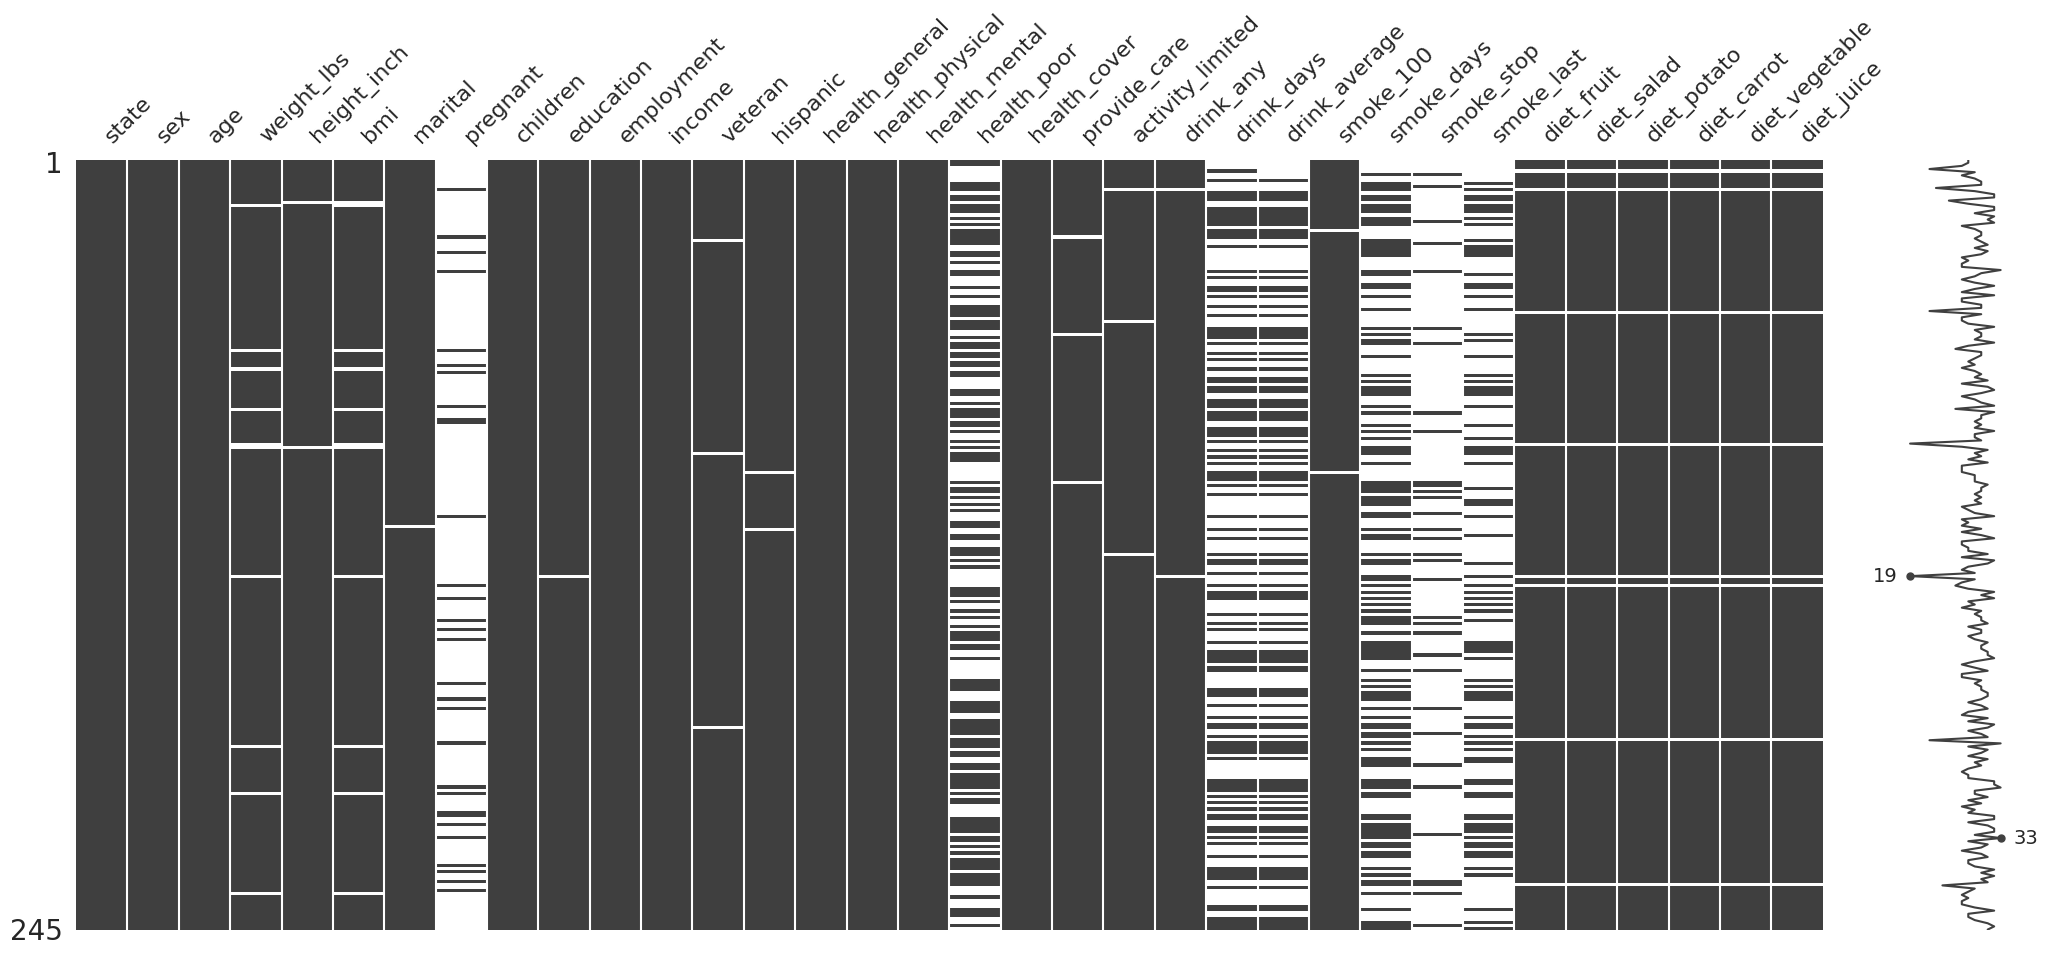 state
sex
age
weight_lbs
height_inch
bmi
marital
pregnant
children
education
employment
income
veteran
hispanic
health_general
health_physical
health_mental
health_poor
health_cover
provide_care
activity_limited
drink_any
drink_days
drink_average
smoke_100
smoke_days
smoke_stop
smoke_last
diet_fruit
diet_salad
diet_potato
diet_carrot
diet_vegetable
diet_juice
1
19
33
245